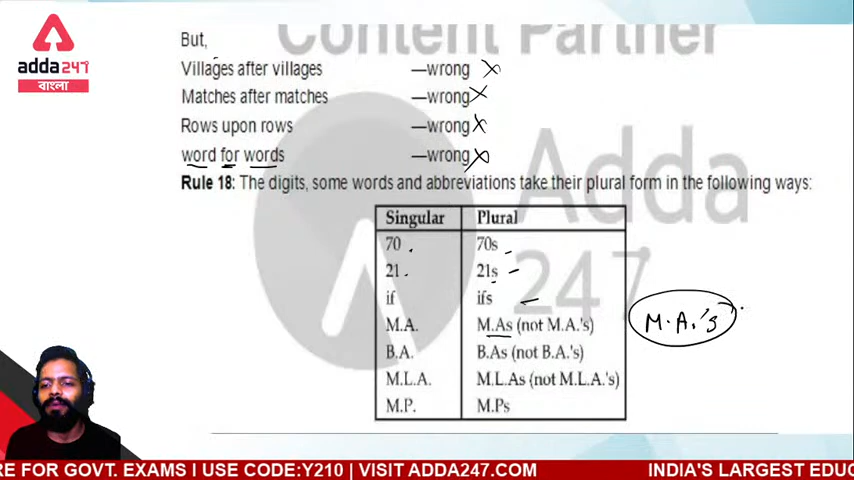 Content Partner
But,
adda247
বাংলা
Villages after villages —wrong
Matches after matches —wrong
Rows upon rows —wrong
word for words —wrong
Rule 18: The digits, some words and abbreviations take their plural form in the following ways:
Adda
247
Singular Plural
70 70s
21 21s
if ifs
M.A. M.As (not M.A.'s)
M.A.'s
B.A. B.As (not B.A.'s)
M.L.A. M.L.As (not M.L.A.'s)
M.P. M.Ps
RE FOR GOVT. EXAMS I USE CODE:Y210 | VISIT ADDA247.COM INDIA'S LARGEST EDUC